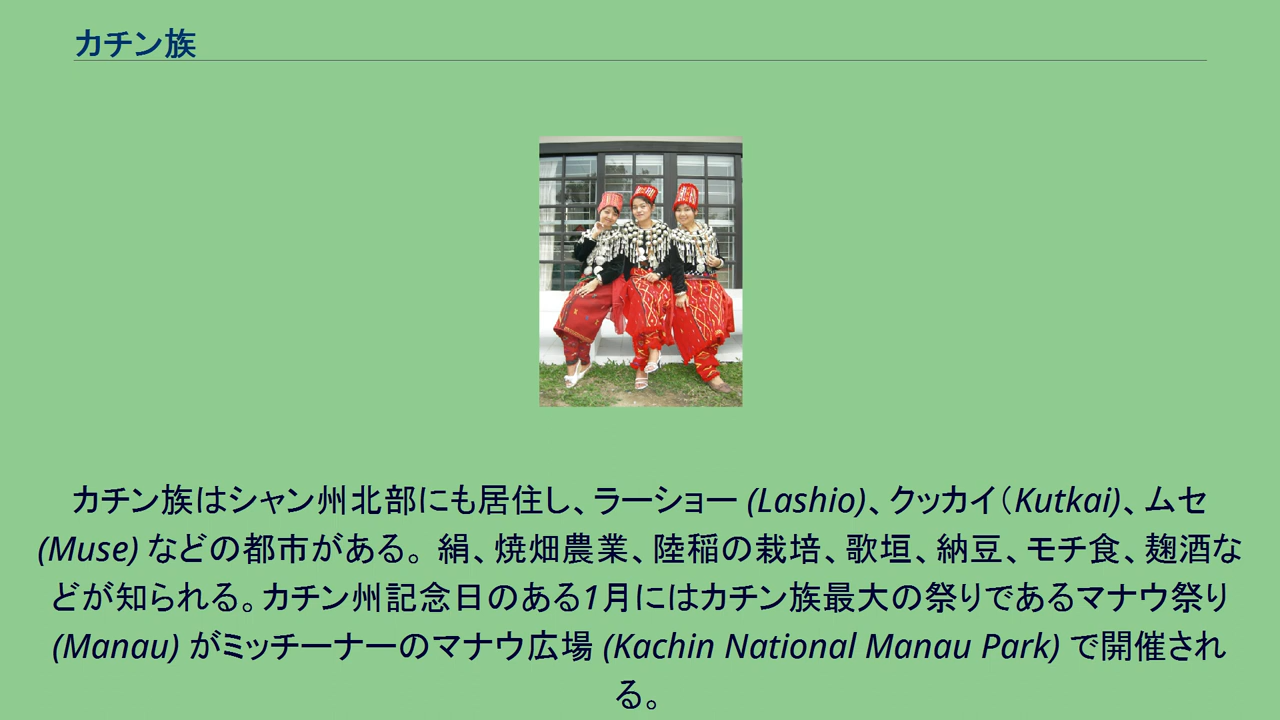 カチン族
カチン族はシャン州北部にも居住し、ラーショー (Lashio)、クッカイ（Kutkai)、ムセ
(Muse) などの都市がある。 絹、焼畑農業、陸稲の栽培、歌垣、納豆、モチ食、麹酒な
どが知られる。カチン州記念日のある1月にはカチン族最大の祭りであるマナウ祭り
(Manau) がミッチーナーのマナウ広場 (Kachin National Manau Park) で開催され
る。